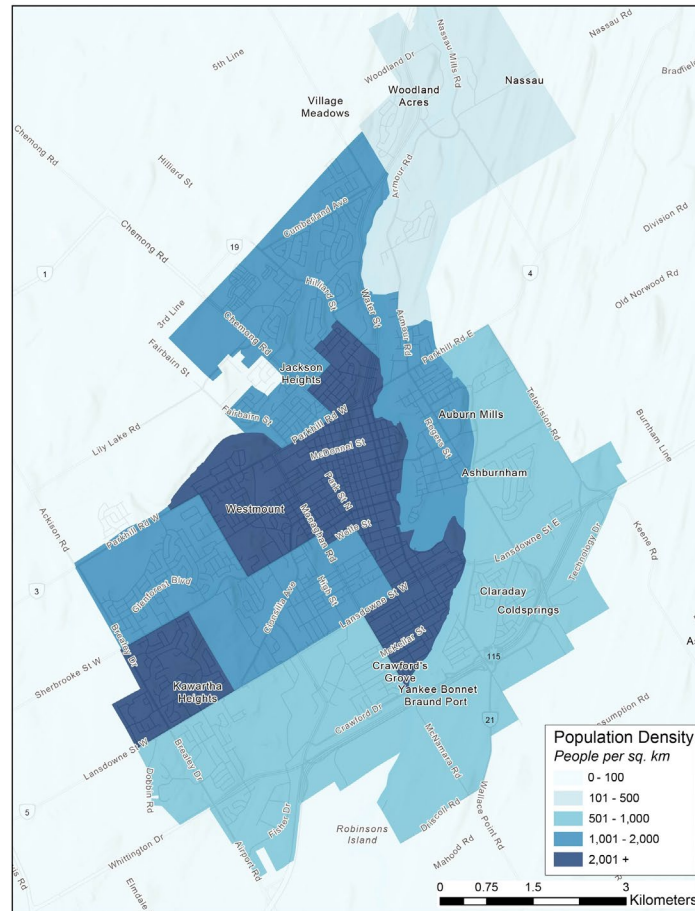 Nassau Rd
Nassau Mills Rd
5th Line
Woodland Dr
Nassau
Woodland
Acres
Village
Meadows
Chemong Rd
Hilliard St
Armour Rd
Cumberland Ave
Chemong Rd
Division Rd
19
1
4
Old Norwood Rd
Hilliard St
Water St
3rd Line
Chemong Rd
Armour Rd
Parkhill Rd E
Fairbairn St
Jackson
Heights
Television Rd
Fairbairn St
Parkhill Rd W
Auburn Mills
Rogers St
Burnham Line
Lily Lake Rd
McDonnel St
Ashburnham
Park St N
Westmount
Monaghan Rd
Ackison Rd
Parkhill Rd W
Wolfe St
Lansdowne St E
Technology Dr
Keene Rd
Glenforest Blvd
High St
3
Clonsilla Ave
Claraday
Coldsprings
Lansdowne St W
Brealey Dr
McKellar St
Sherbrooke St W
115
Crawford's
Grove
Kawartha
Heights
Yankee Bonnet
Braund Port
21
Crawford Dr
McNamara Rd
Lansdowne St W
Brealey Dr
Dobbin Rd
Wallace Point Rd
Driscoll Rd
Fisher Dr
5
Robinsons
Island
Whittington Dr
Airport Rd
Mahood Rd
Elmdale
Population Density
People per sq. km
0 - 100
101 - 500
501 - 1,000
1,001 - 2,000
2,001 +
0 0.75 1.5 3
Kilometers